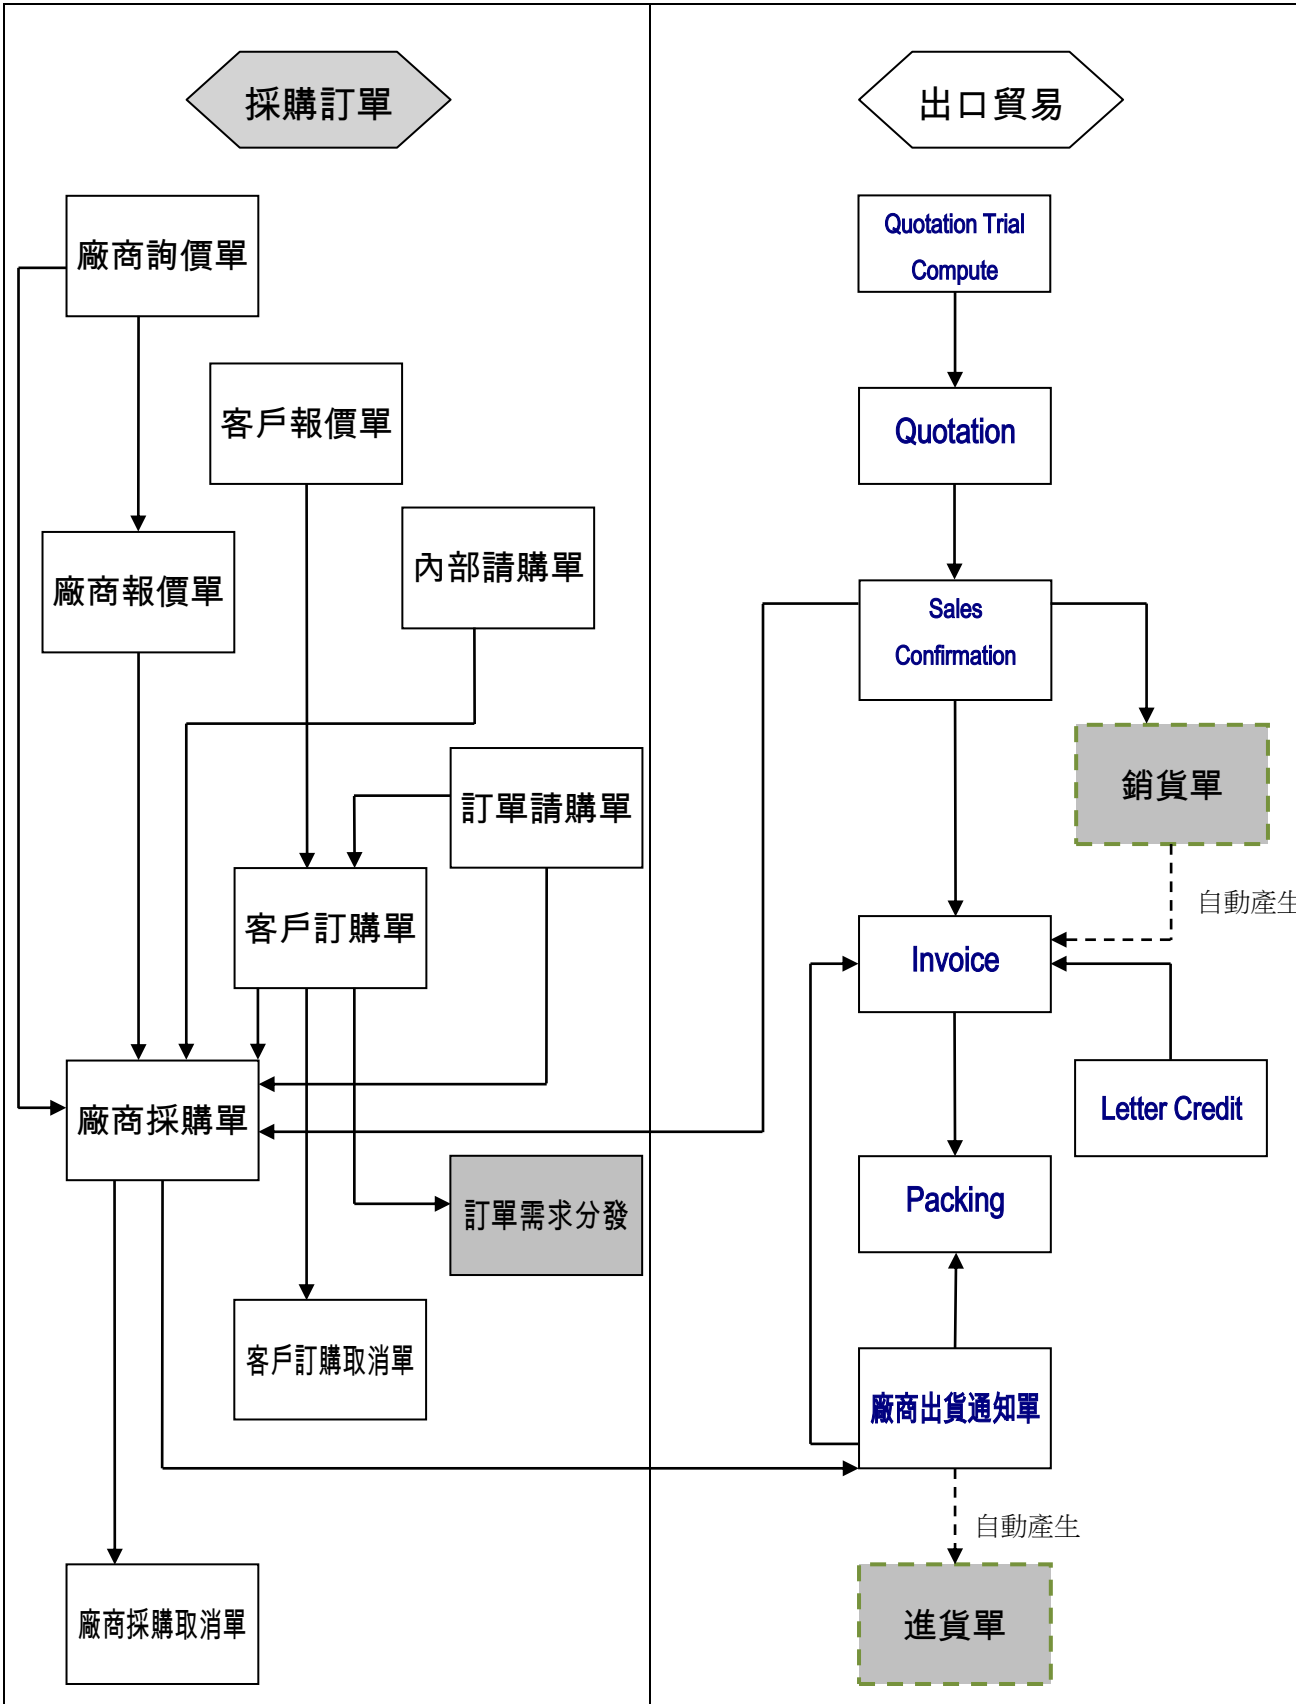 採購訂單
廠商詢價單
客戶報價單
內部請購單
廠商報價單
訂單請購單
客戶訂購單
廠商採購單
訂單需求分發
客戶訂購取消單
廠商採購取消單
出口貿易
Quotation Trial
Compute
Quotation
Sales
Confirmation
銷貨單
自動產生
Invoice
Letter Credit
Packing
廠商出貨通知單
自動產生
進貨單